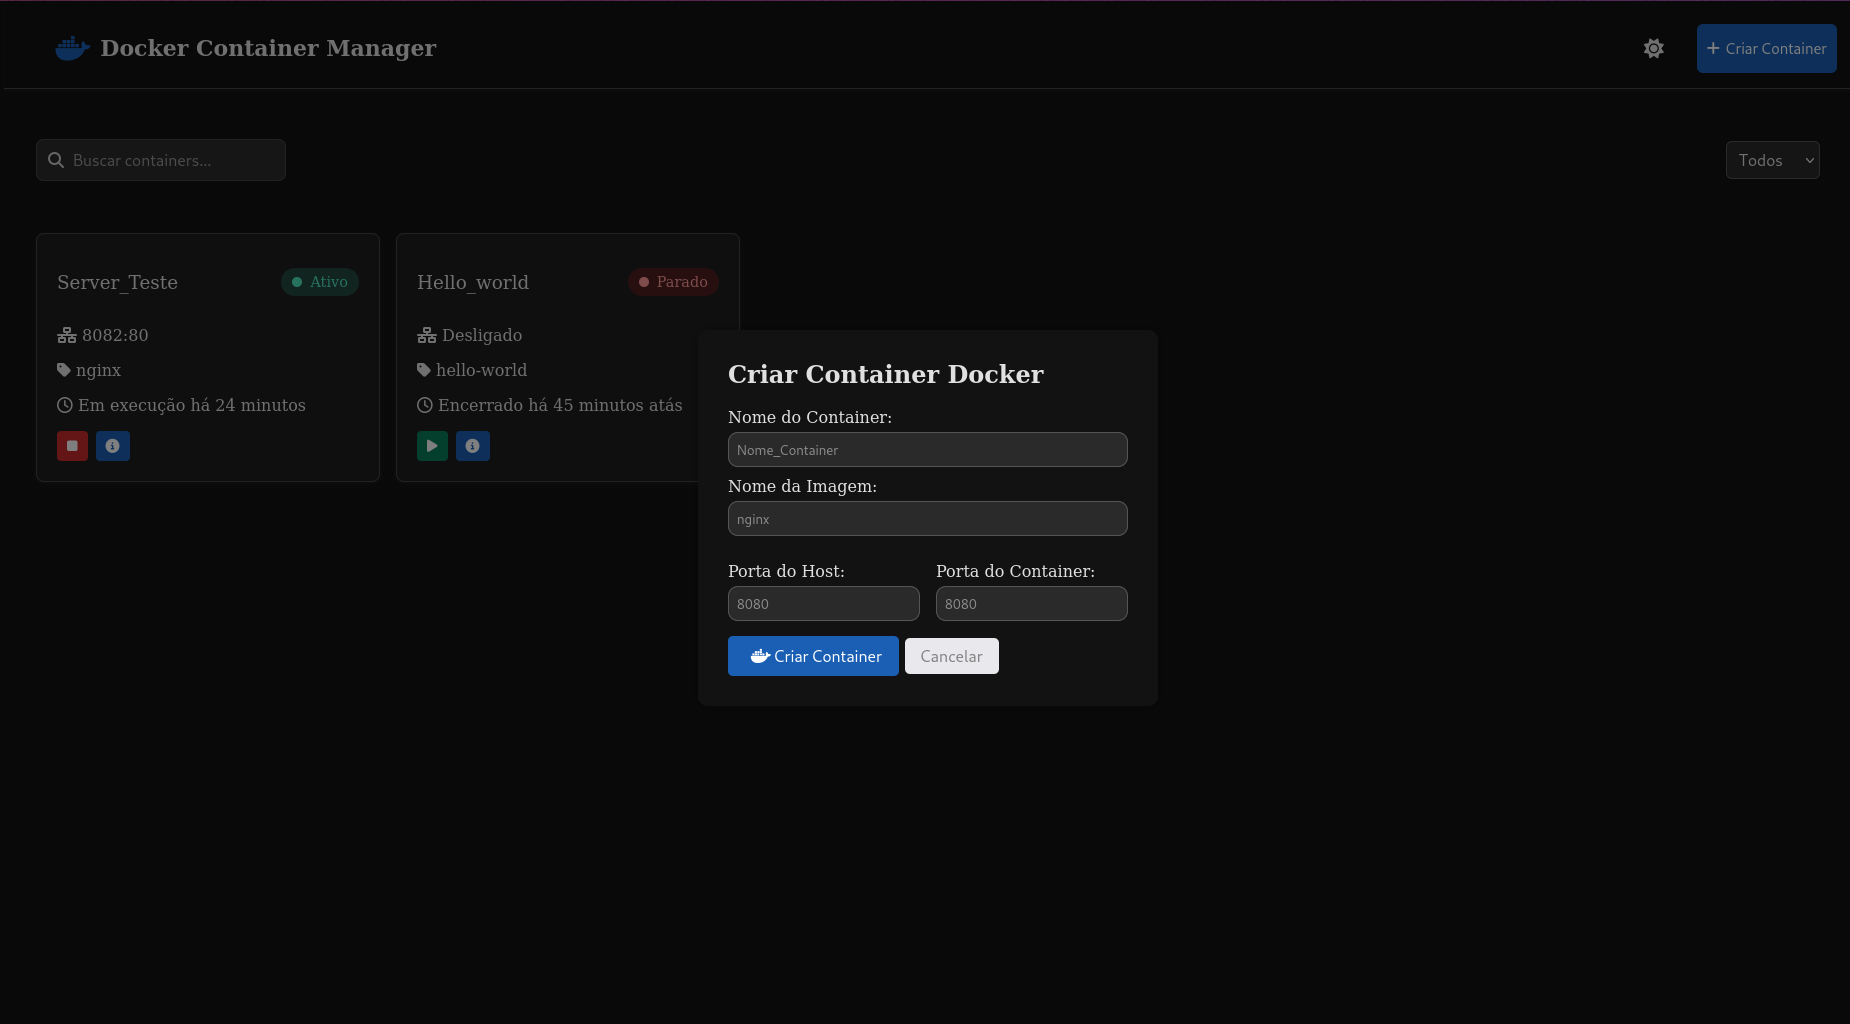 Docker Container Manager
Criar Container
Buscar containers...
Todos
Server_Teste
Ativo
8082:80
nginx
Em execução há 24 minutos
Hello_world
Parado
Desligado
hello-world
Encerrado há 45 minutos atás
Criar Container Docker
Nome do Container:
Nome_Container
Nome da Imagem:
nginx
Porta do Host:
Porta do Container:
8080
8080
Criar Container
Cancelar